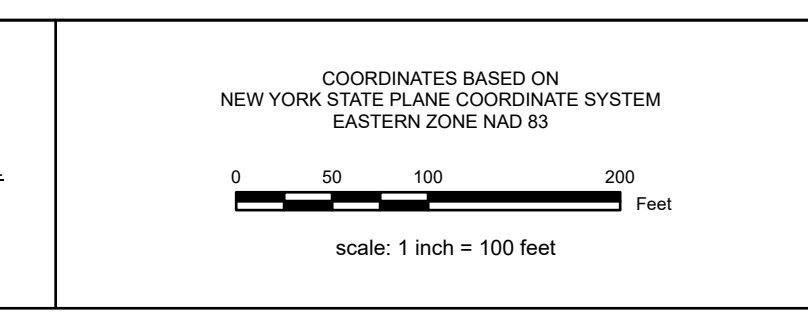 COORDINATES BASED ON
NEW YORK STATE PLANE COORDINATE SYSTEM
EASTERN ZONE NAD 83
0 50 100 200
Feet
scale: 1 inch = 100 feet